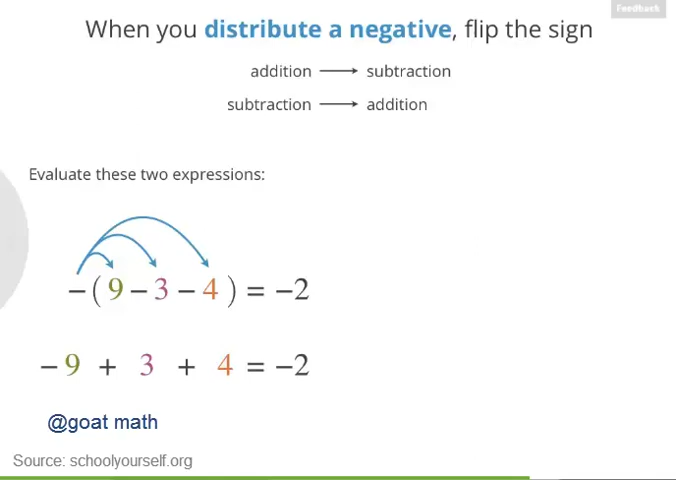 Feedback
When you distribute a negative, flip the sign
addition ⟶ subtraction
subtraction ⟶ addition
Evaluate these two expressions:
−(9−3−4) = −2
−9 + 3 + 4 = −2
@goat math
Source: schoolyourself.org